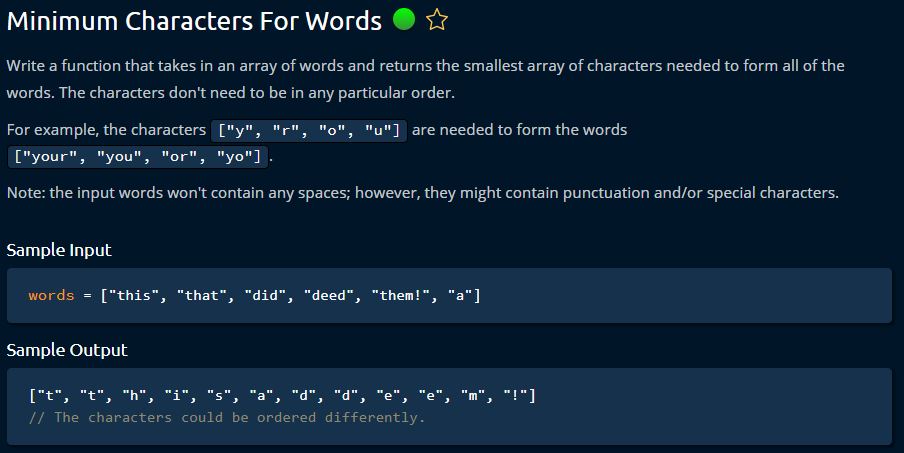 Minimum Characters For Words
Write a function that takes in an array of words and returns the smallest array of characters needed to form all of the
words. The characters don't need to be in any particular order.
For example, the characters ["y", "r", "o", "u"] are needed to form the words
["your", "you", "or", "yo"].
Note: the input words won't contain any spaces; however, they might contain punctuation and/or special characters.
Sample Input
words = ["this", "that", "did", "deed", "them!", "a"]
Sample Output
["t", "t", "h", "i", "s", "a", "d", "d", "e", "e", "m", "!"]
// The characters could be ordered differently.